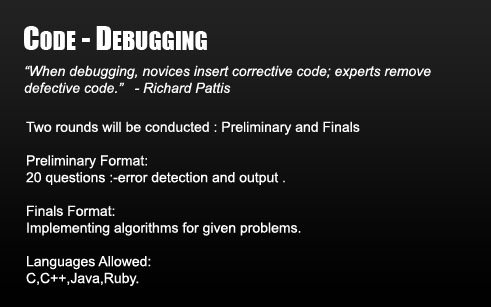 CODE - DEBUGGING
“When debugging, novices insert corrective code; experts remove
defective code.” - Richard Pattis
Two rounds will be conducted : Preliminary and Finals
Preliminary Format:
20 questions :-error detection and output .
Finals Format:
Implementing algorithms for given problems.
Languages Allowed:
C,C++,Java,Ruby.